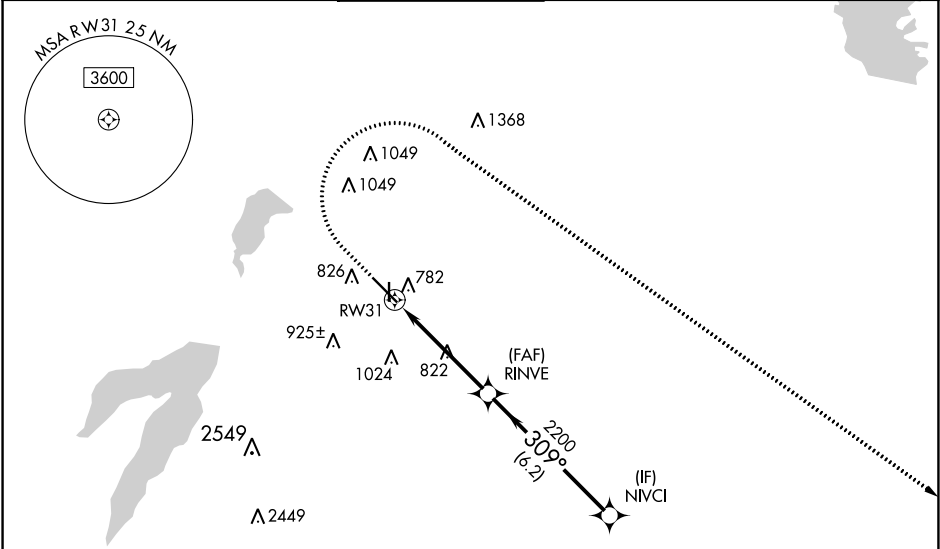 MSA RW31 25 NM
3600
1368
1049
1049
826
782
RW31
925±
1024
822
(FAF)
RINVE
2549
2200
309°
(6.2)
(IF)
NIVCI
2449